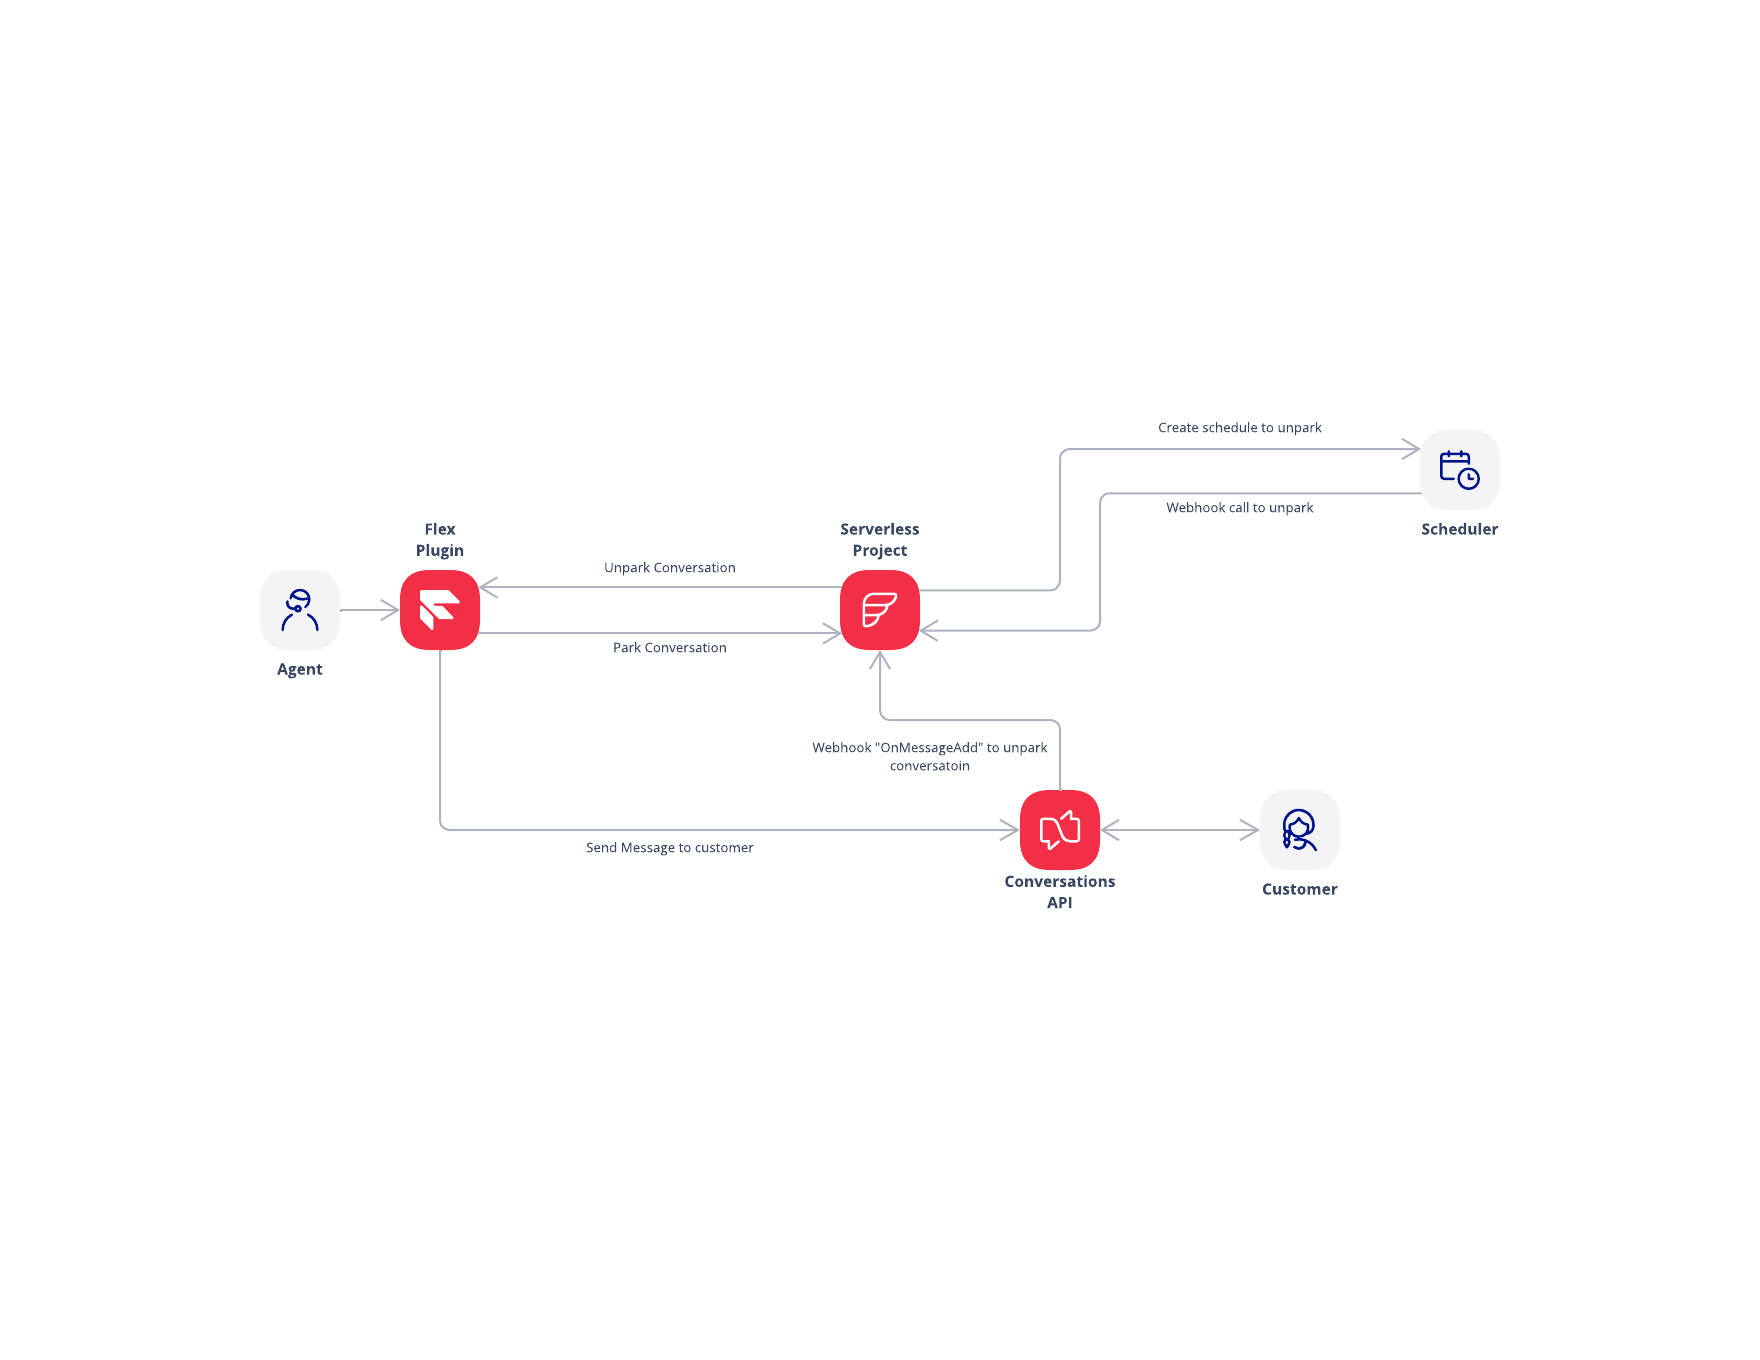 Create schedule to unpark
Webhook call to unpark
Scheduler
Flex
Plugin
Serverless
Project
Unpark Conversation
Park Conversation
Agent
Webhook "OnMessageAdd" to unpark
conversatoin
Send Message to customer
Conversations
API
Customer